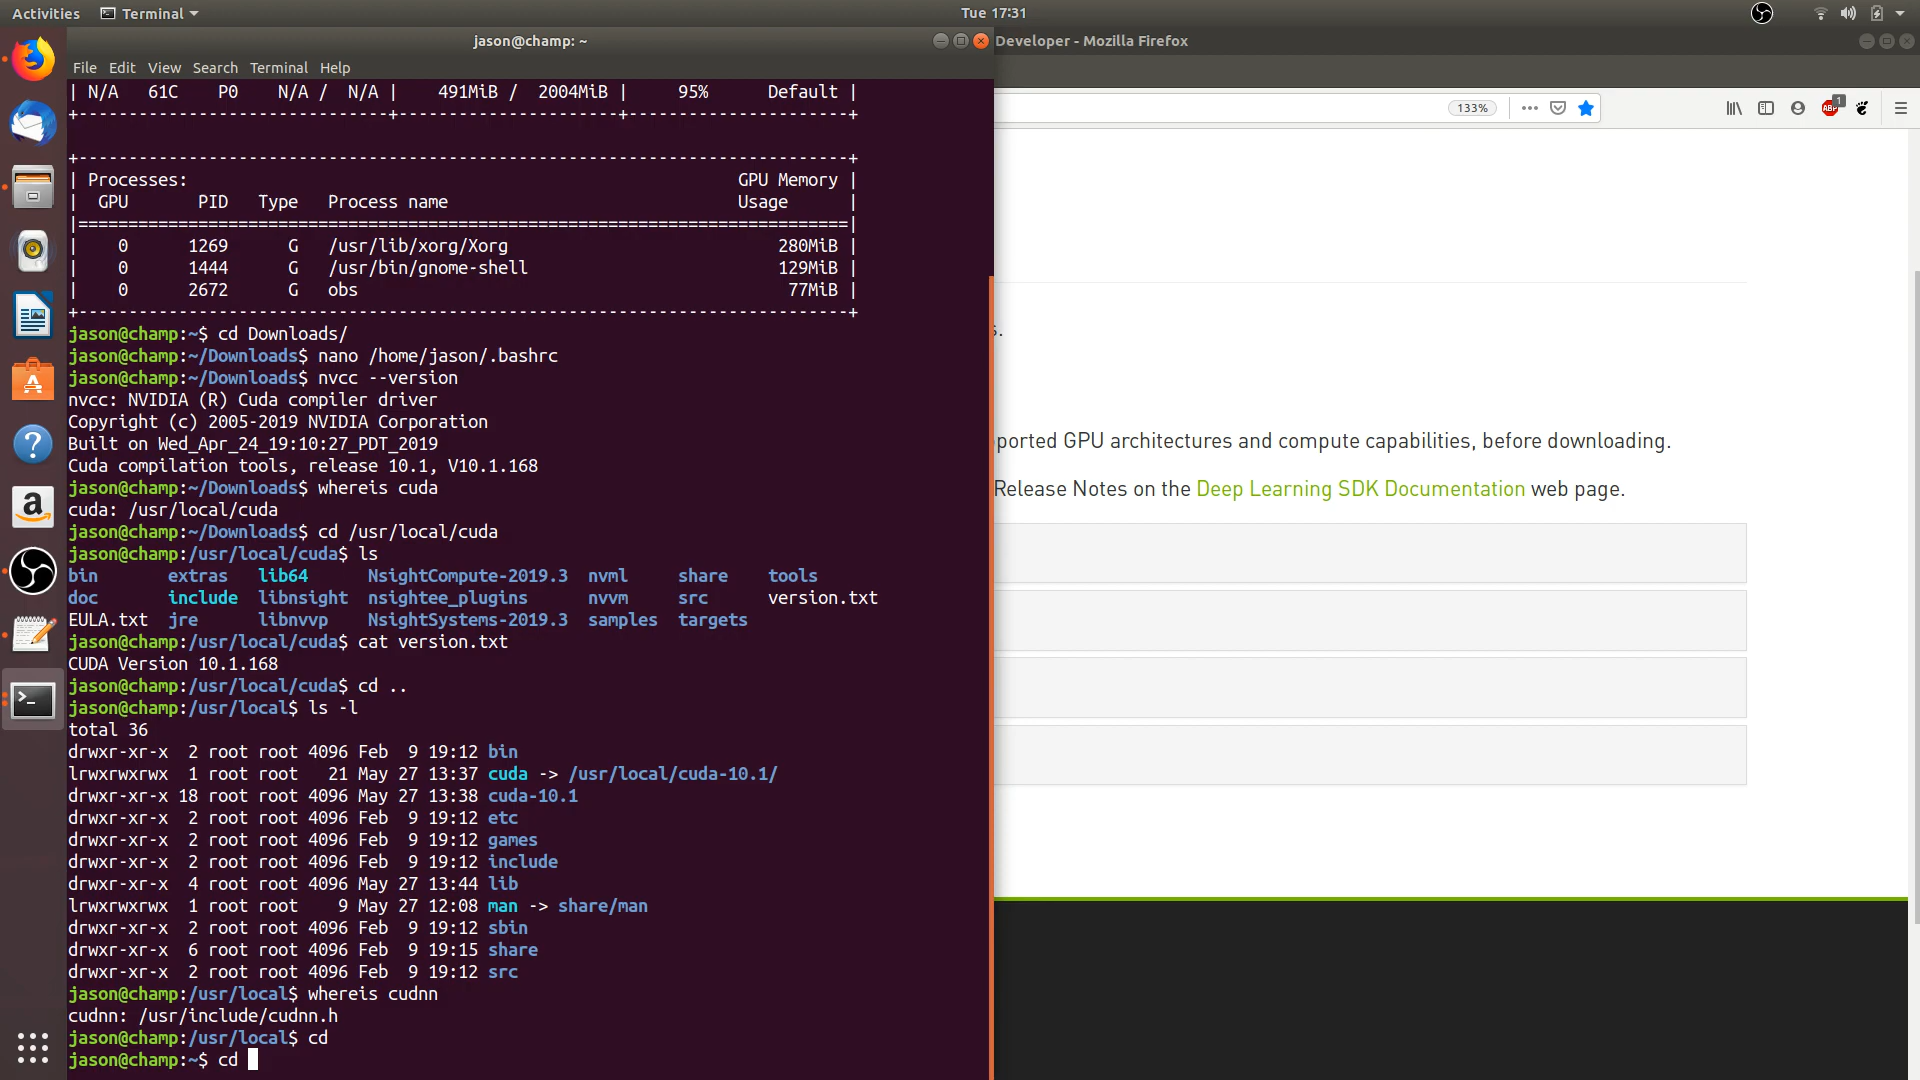 Activities Terminal Tue 17:31
jason@champ: ~
Developer - Mozilla Firefox
File Edit View Search Terminal Help
133%
ABP 1
| N/A   61C    P0    N/A /  N/A |    491MiB /  2004MiB |     95%      Default |
+-------------------------------+----------------------+----------------------+
+-----------------------------------------------------------------------------+
| Processes:                                                       GPU Memory |
|  GPU       PID   Type   Process name                             Usage      |
|=============================================================================|
|    0      1269      G   /usr/lib/xorg/Xorg                           280MiB |
|    0      1444      G   /usr/bin/gnome-shell                         129MiB |
|    0      2672      G   obs                                           77MiB |
+-----------------------------------------------------------------------------+
jason@champ:~$ cd Downloads/
jason@champ:~/Downloads$ nano /home/jason/.bashrc
jason@champ:~/Downloads$ nvcc --version
nvcc: NVIDIA (R) Cuda compiler driver
Copyright (c) 2005-2019 NVIDIA Corporation
Built on Wed_Apr_24_19:10:27_PDT_2019
Cuda compilation tools, release 10.1, V10.1.168
jason@champ:~/Downloads$ whereis cuda
cuda: /usr/local/cuda
jason@champ:~/Downloads$ cd /usr/local/cuda
jason@champ:/usr/local/cuda$ ls
bin       extras   lib64      NsightCompute-2019.3  nvml     share    tools
doc       include  libnsight  nsightee_plugins      nvvm     src      version.txt
EULA.txt  jre      libnvvp    NsightSystems-2019.3  samples  targets
jason@champ:/usr/local/cuda$ cat version.txt
CUDA Version 10.1.168
jason@champ:/usr/local/cuda$ cd ..
jason@champ:/usr/local$ ls -l
total 36
drwxr-xr-x  2 root root 4096 Feb  9 19:12 bin
lrwxrwxrwx  1 root root   21 May 27 13:37 cuda -> /usr/local/cuda-10.1/
drwxr-xr-x 18 root root 4096 May 27 13:38 cuda-10.1
drwxr-xr-x  2 root root 4096 Feb  9 19:12 etc
drwxr-xr-x  2 root root 4096 Feb  9 19:12 games
drwxr-xr-x  2 root root 4096 Feb  9 19:12 include
drwxr-xr-x  4 root root 4096 May 27 13:44 lib
lrwxrwxrwx  1 root root    9 May 27 12:08 man -> share/man
drwxr-xr-x  2 root root 4096 Feb  9 19:12 sbin
drwxr-xr-x  6 root root 4096 Feb  9 19:15 share
drwxr-xr-x  2 root root 4096 Feb  9 19:12 src
jason@champ:/usr/local$ whereis cudnn
cudnn: /usr/include/cudnn.h
jason@champ:/usr/local$ cd
jason@champ:~$ cd
s.
ported GPU architectures and compute capabilities, before downloading.
Release Notes on the Deep Learning SDK Documentation web page.